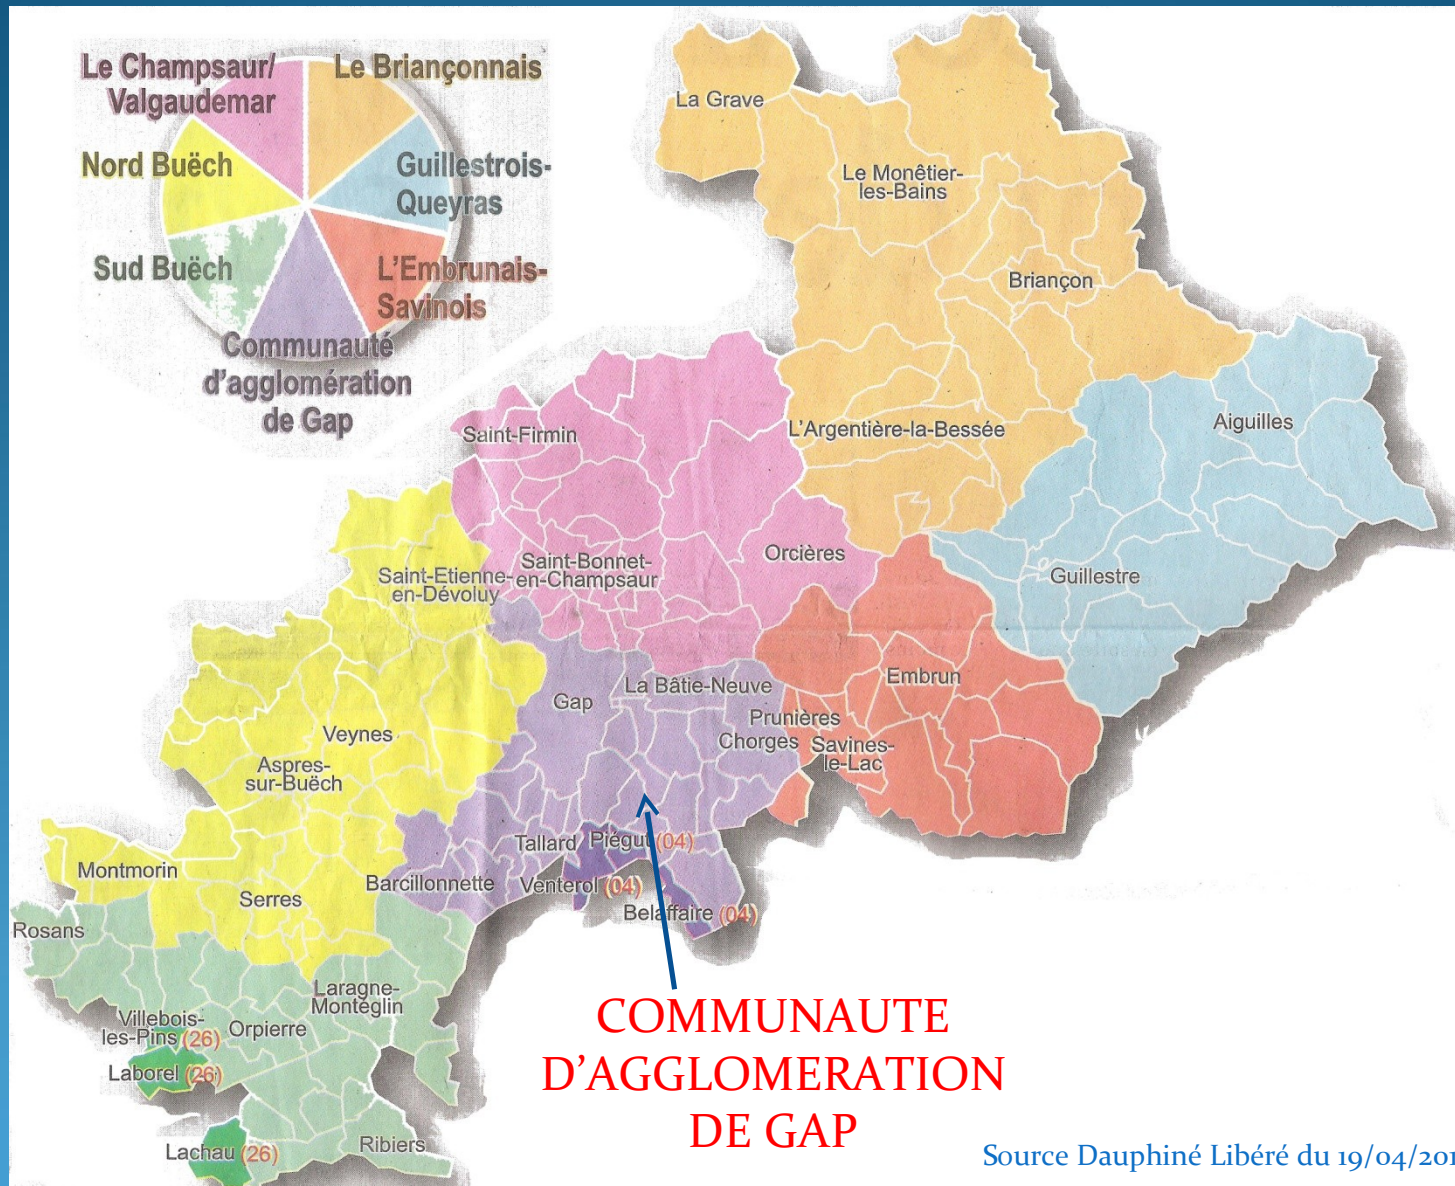 Le Champsaur/
Valgaudemar
Le Briançonnais
Nord Buëch
Guillestrois-
Queyras
Sud Buëch
L'Embrunais-
Savinois
Communauté
d'agglomération
de Gap
La Grave
Le Monêtier-
les-Bains
Briançon
L'Argentière-la-Bessée
Aiguilles
Saint-Firmin
Saint-Bonnet-
en-Champsaur
Orcières
Guillestre
Saint-Etienne-
en-Dévoluy
Embrun
La Bâtie-Neuve
Gap
Prunières
Chorges
Savines-
le-Lac
Veynes
Aspres-
sur-Buëch
Tallard
Piégut (04)
Montmorin
Barcillonnette
Venterol (04)
Serres
Belaffaire (04)
Rosans
Laragne-
Montéglin
Villebois-
les-Pins (26)
Orpierre
Laborel (26)
Lachau (26)
Ribiers
COMMUNAUTE
D'AGGLOMERATION
DE GAP
Source Dauphiné Libéré du 19/04/201